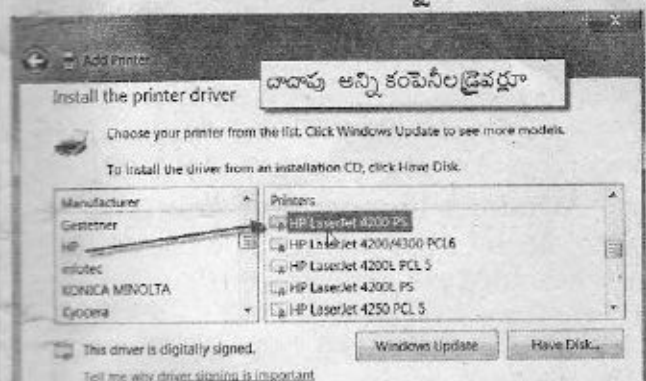 Add Printer
దాదాపు అన్ని కంపెనీల డ్రైవర్లూ
Install the printer driver
Choose your printer from the list. Click Windows Update to see more models.
To install the driver from an installation CD, click Have Disk.
Manufacturer
Gestetner
HP
infotec
KONICA MINOLTA
Kyocera
Printers
HP LaserJet 4200 PS
HP LaserJet 4200/4300 PCL6
HP LaserJet 4200L PCL 5
HP LaserJet 4200L PS
HP LaserJet 4250 PCL 5
This driver is digitally signed.
Windows Update
Have Disk...
Tell me why driver signing is important